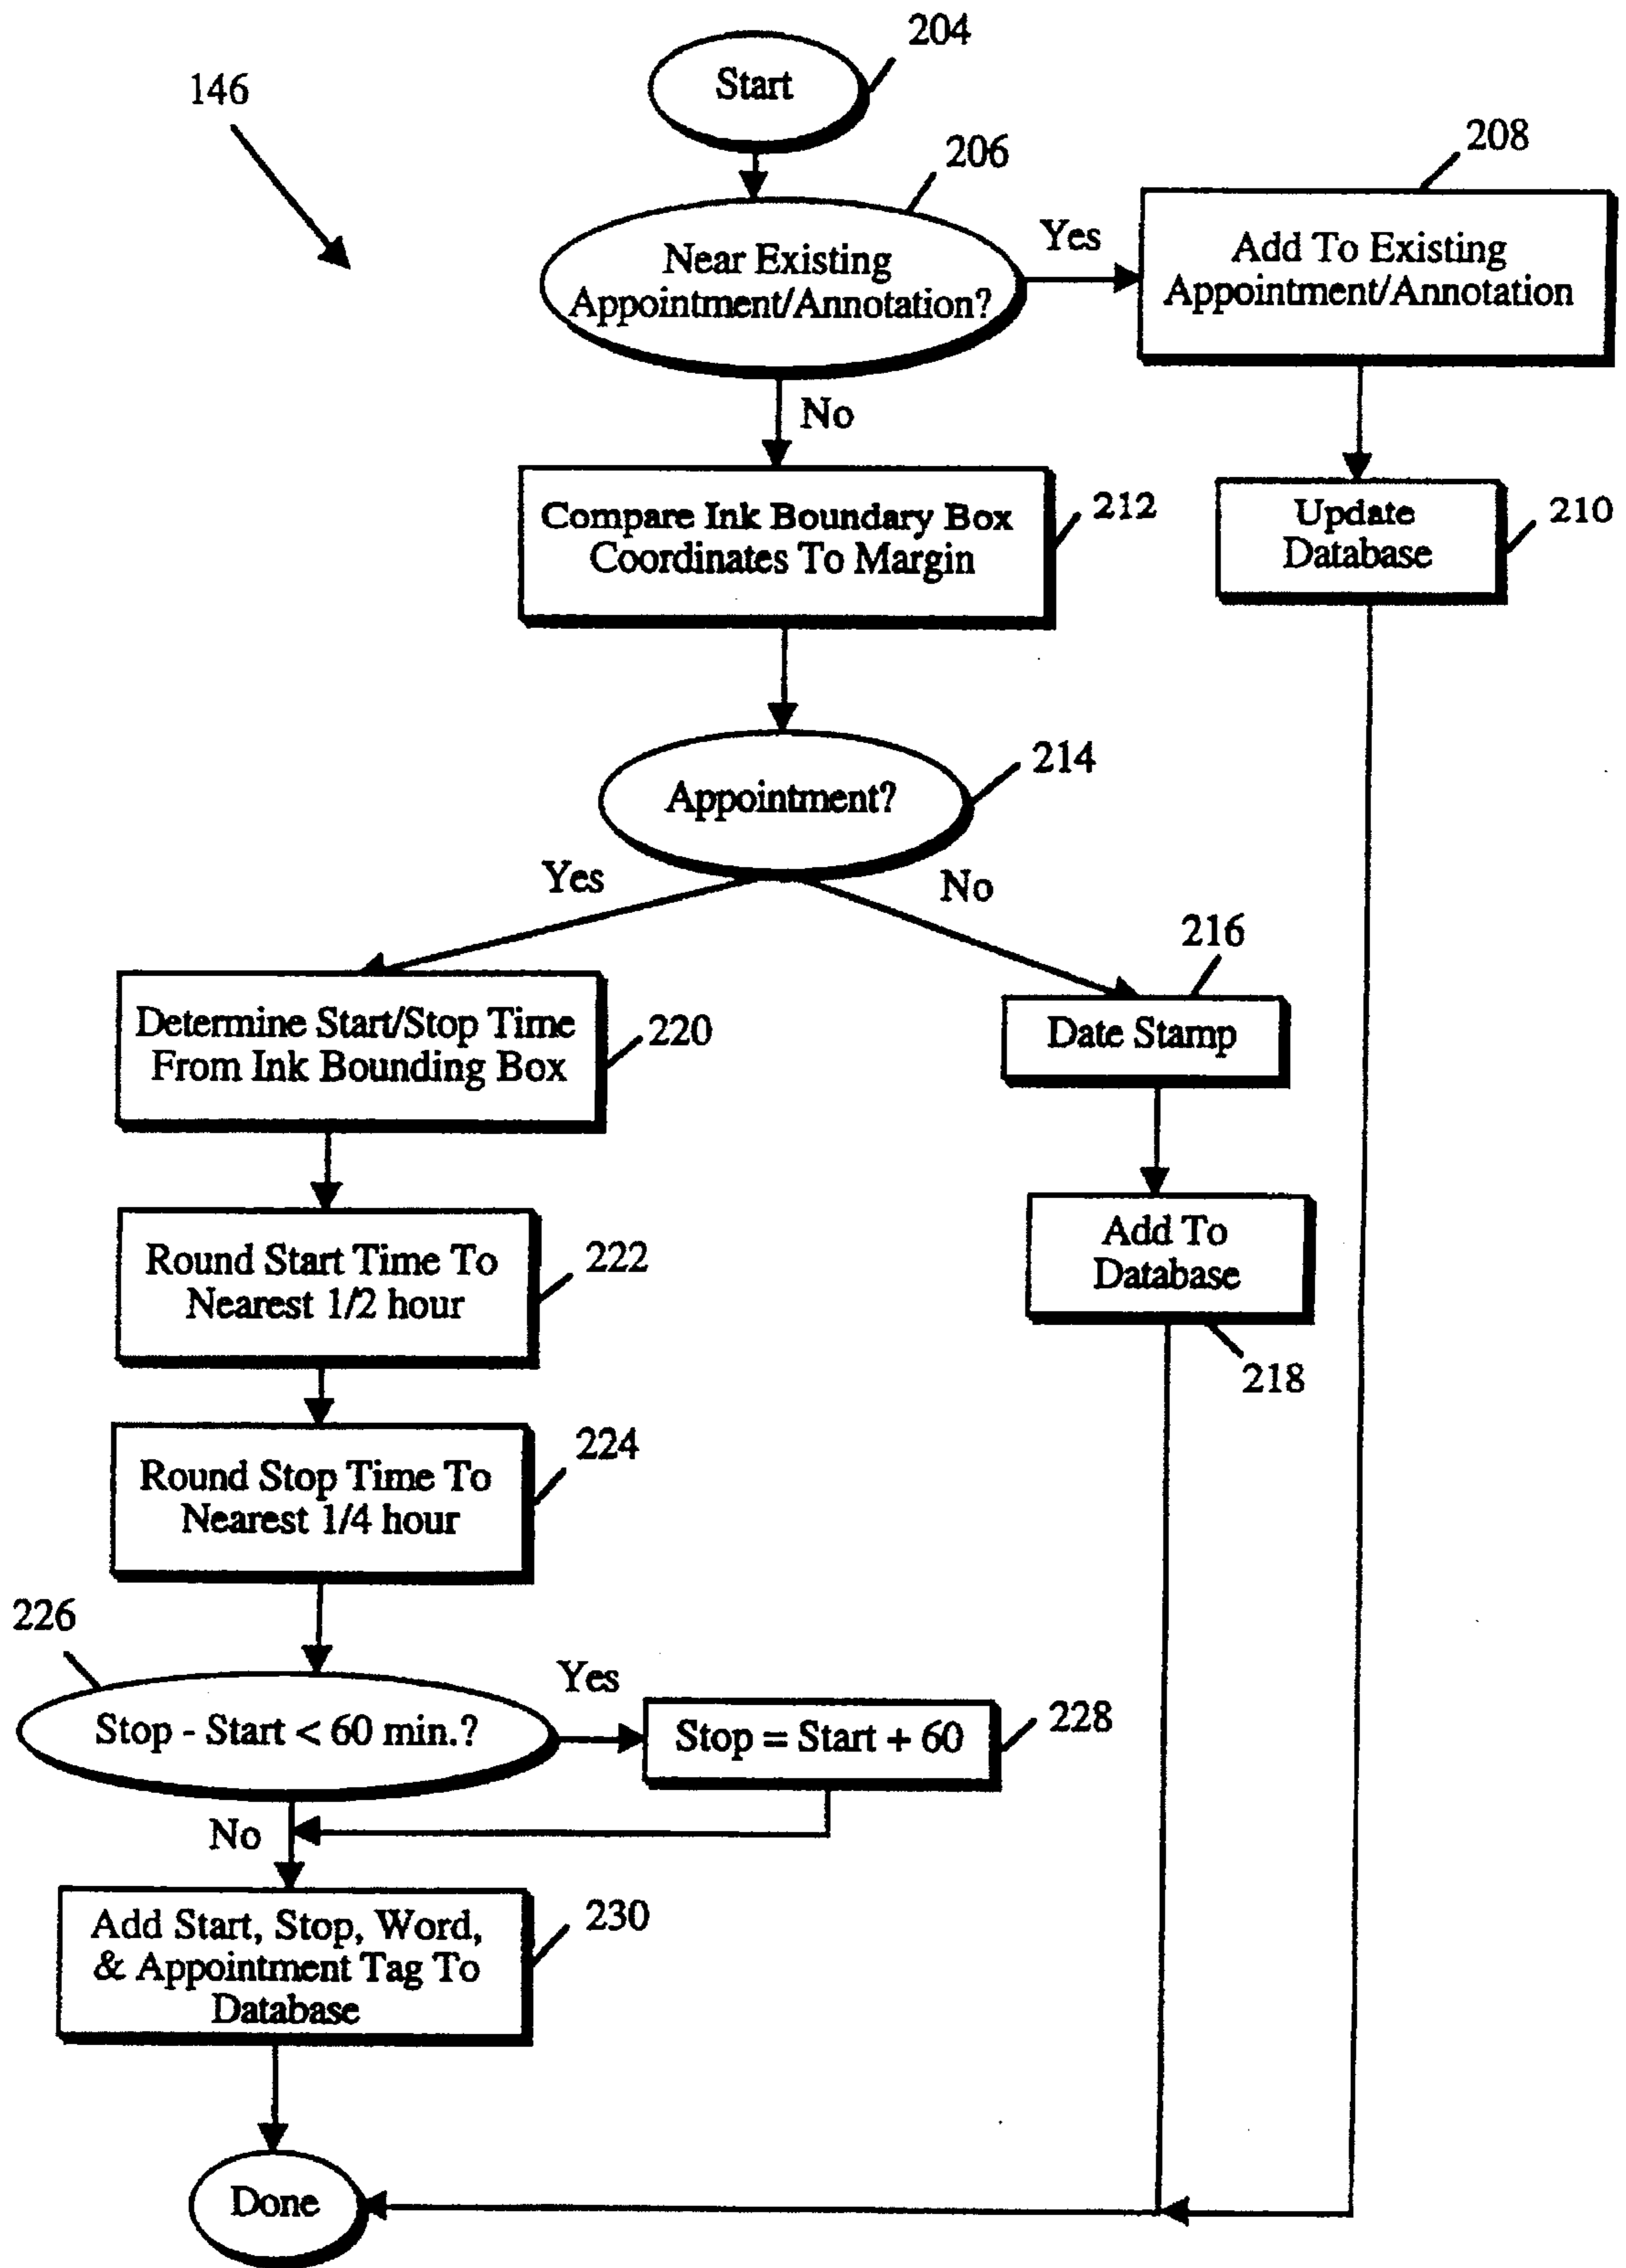 204
Start
146
206
208
Near Existing
Appointment/Annotation?
Yes
Add To Existing
Appointment/Annotation
No
Compare Ink Boundary Box
Coordinates To Margin
212
Update
Database
210
Appointment?
214
Yes
No
216
Determine Start/Stop Time
From Ink Bounding Box
220
Date Stamp
Round Start Time To
Nearest 1/2 hour
222
Add To
Database
218
Round Stop Time To
Nearest 1/4 hour
224
226
Stop - Start < 60 min.?
Yes
Stop = Start + 60
228
No
Add Start, Stop, Word,
& Appointment Tag To
Database
230
Done